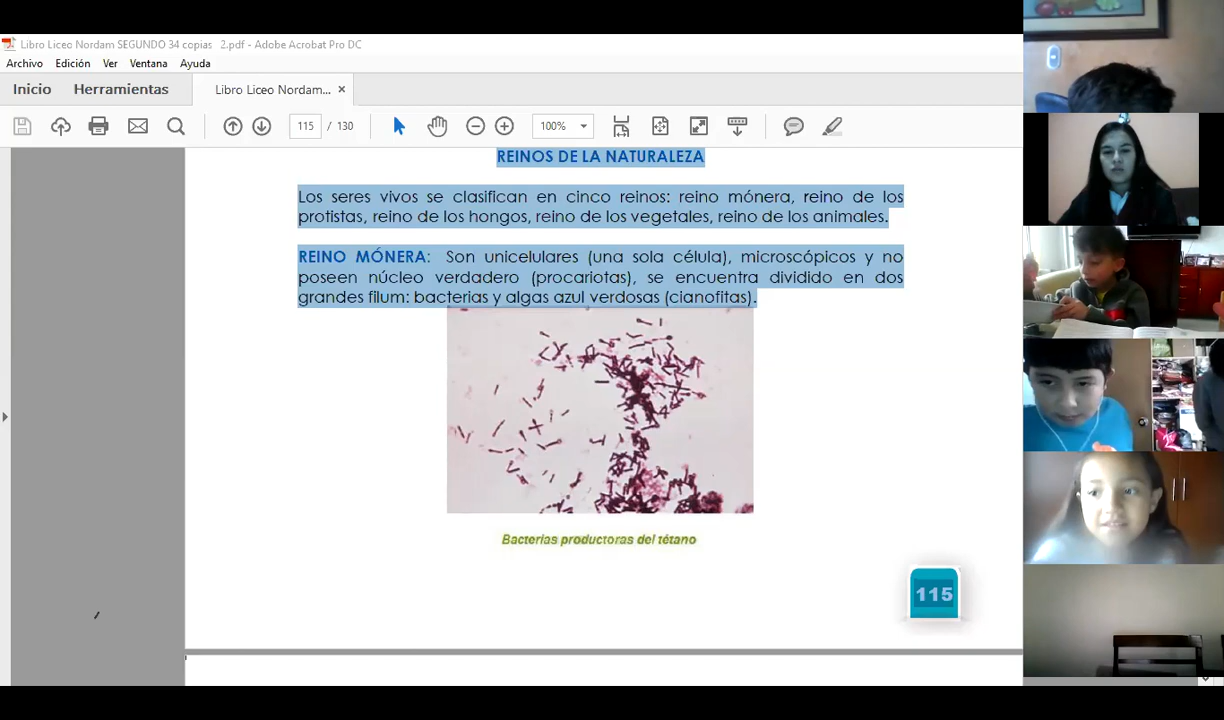 Libro Liceo Nordam SEGUNDO 34 copias 2.pdf - Adobe Acrobat Pro DC
Archivo Edición Ver Ventana Ayuda
Inicio Herramientas Libro Liceo Nordam... ×
115 / 130 100%
REINOS DE LA NATURALEZA
Los seres vivos se clasifican en cinco reinos: reino mónera, reino de los
protistas, reino de los hongos, reino de los vegetales, reino de los animales.
REINO MÓNERA: Son unicelulares (una sola célula), microscópicos y no
poseen núcleo verdadero (procariotas), se encuentra dividido en dos
grandes filum: bacterias y algas azul verdosas (cianofitas).
Bacterias productoras del tétano
115